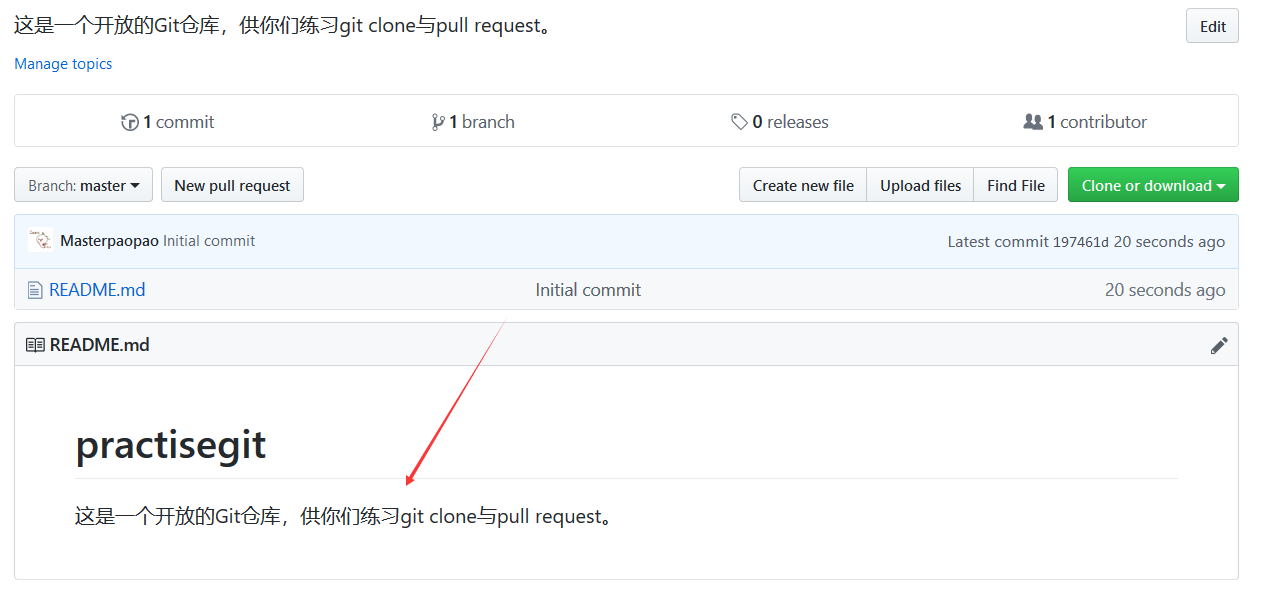 这是一个开放的Git仓库，供你们练习git clone与pull request。
Edit
Manage topics
1 commit
1 branch
0 releases
1 contributor
Branch: master
New pull request
Create new file
Upload files
Find File
Clone or download
Masterpaopao Initial commit
Latest commit 197461d 20 seconds ago
README.md
Initial commit
20 seconds ago
README.md
practisegit
这是一个开放的Git仓库，供你们练习git clone与pull request。